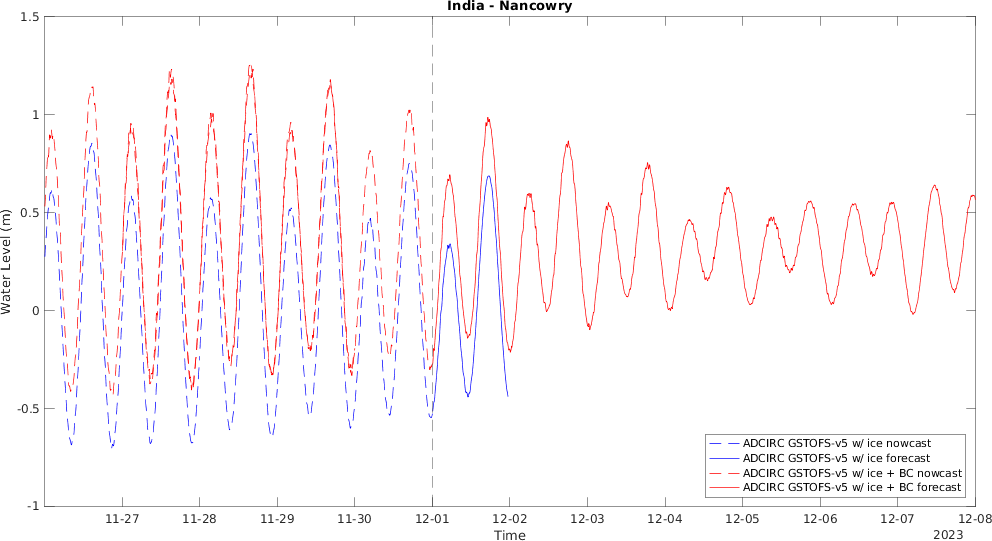 India - Nancowry
1.5
1
0.5
0
-0.5
-1
Water Level (m)
11-27
11-28
11-29
11-30
12-01
12-02
12-03
12-04
12-05
12-06
12-07
12-08
Time
2023
ADCIRC GSTOFS-v5 w/ ice nowcast
ADCIRC GSTOFS-v5 w/ ice forecast
ADCIRC GSTOFS-v5 w/ ice + BC nowcast
ADCIRC GSTOFS-v5 w/ ice + BC forecast